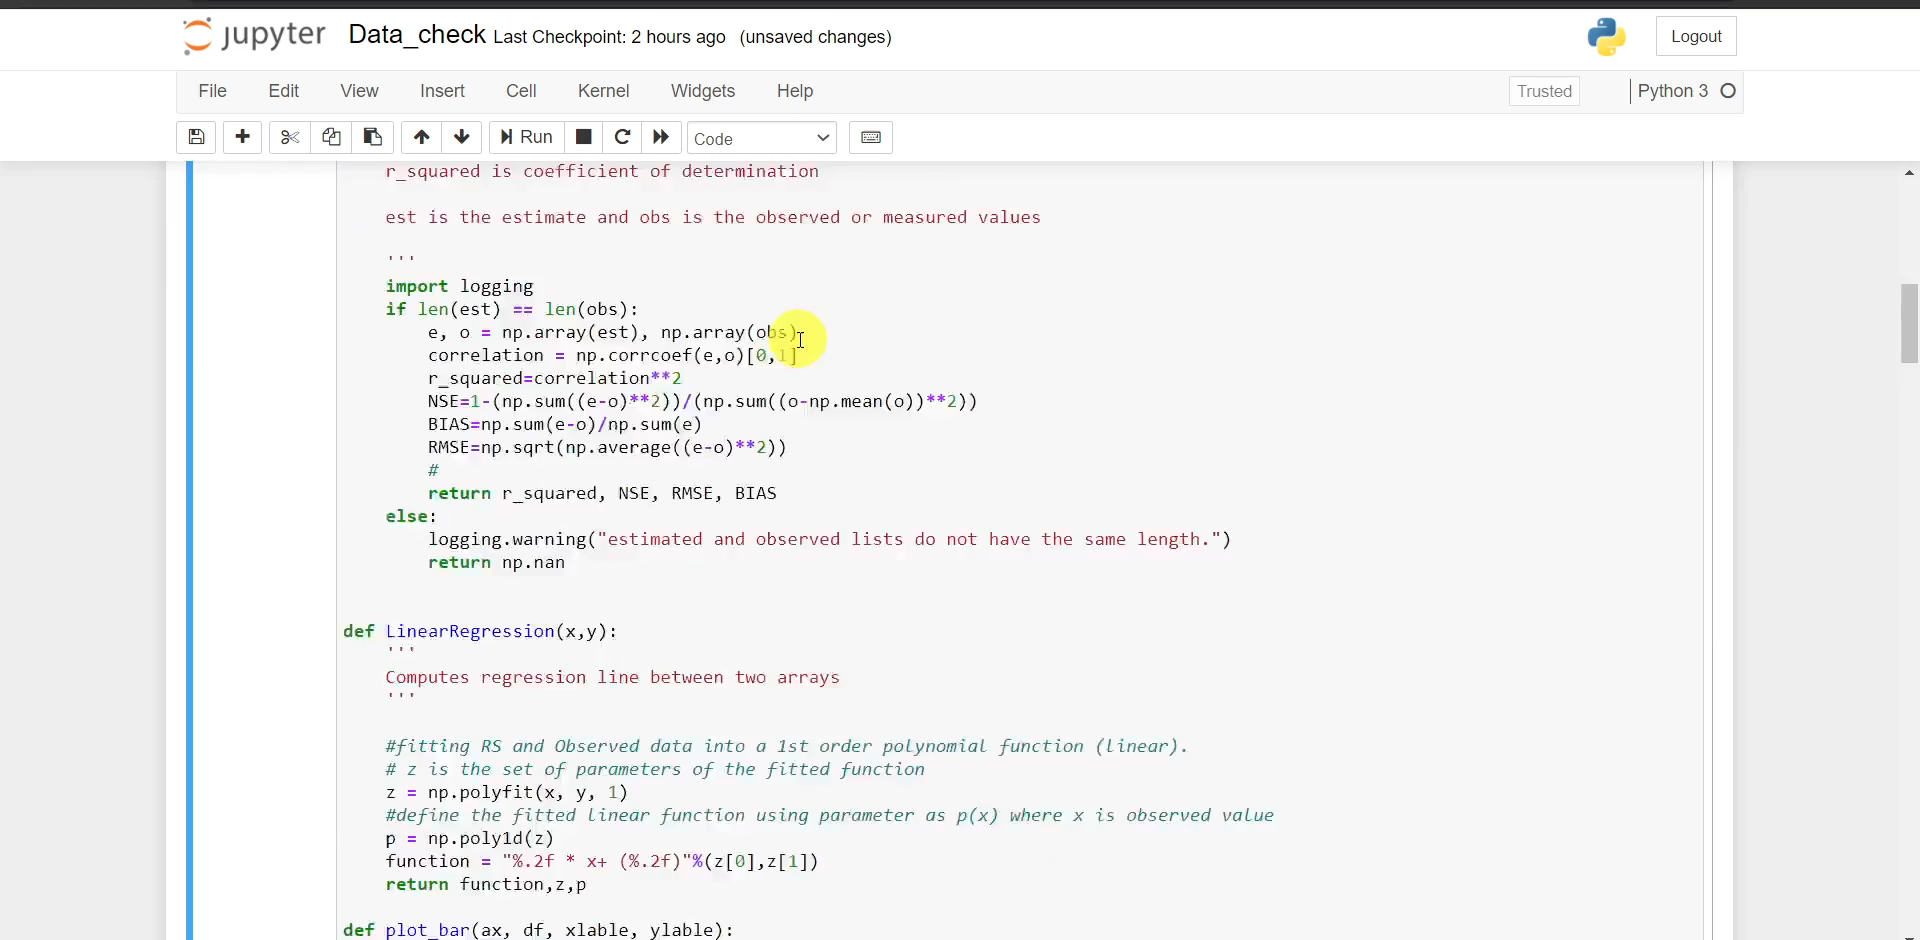 jupyter Data_check Last Checkpoint: 2 hours ago (unsaved changes) Logout
File Edit View Insert Cell Kernel Widgets Help Trusted Python 3
Run Code
r_squared is coefficient of determination
est is the estimate and obs is the observed or measured values
'''
import logging
if len(est) == len(obs):
e, o = np.array(est), np.array(obs)
correlation = np.corrcoef(e,o)[0,1]
r_squared=correlation**2
NSE=1-(np.sum((e-o)**2))/(np.sum((o-np.mean(o))**2))
BIAS=np.sum(e-o)/np.sum(e)
RMSE=np.sqrt(np.average((e-o)**2))
#
return r_squared, NSE, RMSE, BIAS
else:
logging.warning("estimated and observed lists do not have the same length.")
return np.nan
def LinearRegression(x,y):
'''
Computes regression line between two arrays
'''
#fitting RS and Observed data into a 1st order polynomial function (linear).
# z is the set of parameters of the fitted function
z = np.polyfit(x, y, 1)
#define the fitted linear function using parameter as p(x) where x is observed value
p = np.poly1d(z)
function = "%.2f * x+ (%.2f)"%(z[0],z[1])
return function,z,p
def plot_bar(ax, df, xlable, ylable):